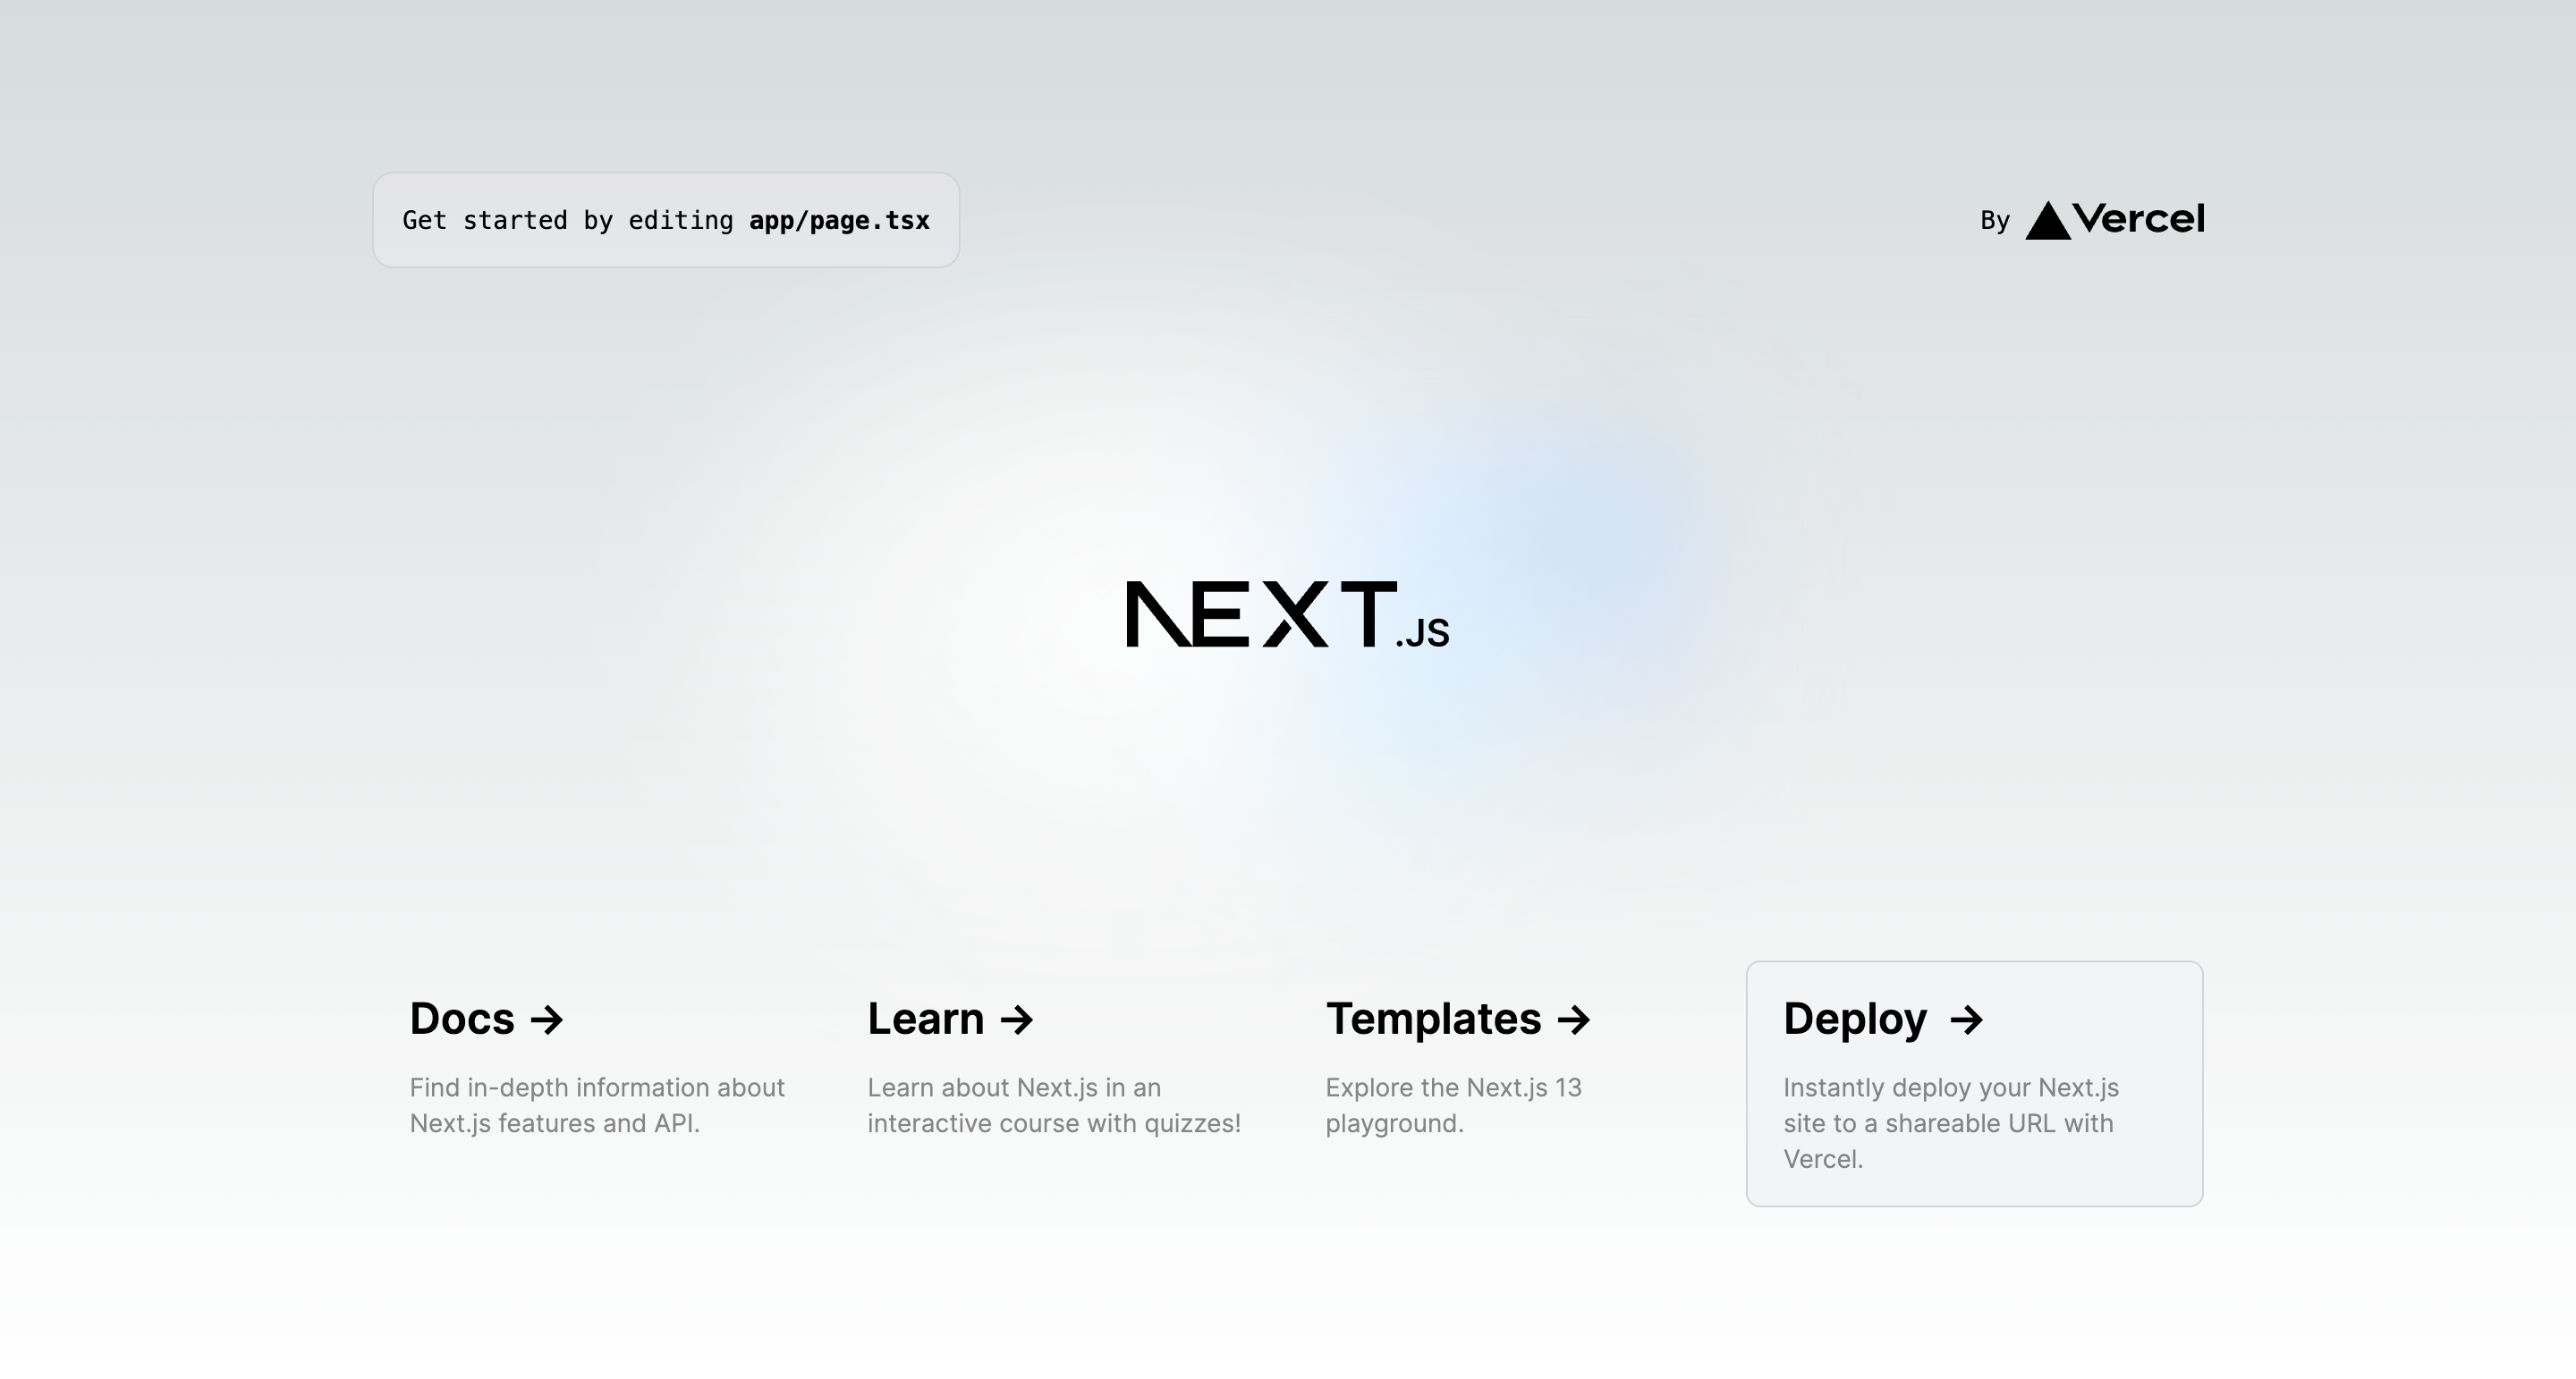 Get started by editing app/page.tsx
By Vercel
NEXT.JS
Docs →
Find in-depth information about
Next.js features and API.
Learn →
Learn about Next.js in an
interactive course with quizzes!
Templates →
Explore the Next.js 13
playground.
Deploy →
Instantly deploy your Next.js
site to a shareable URL with
Vercel.